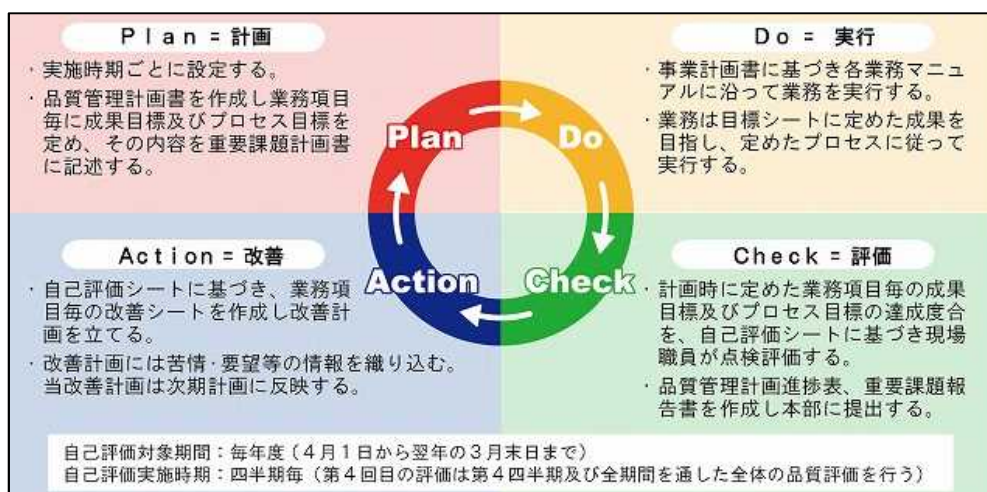 Ｐｌａｎ＝計画
・実施時期ごとに設定する。
・品質管理計画書を作成し業務項目
毎に成果目標及びプロセス目標を
定め、その内容を重要課題計画書
に記述する。
Ｄｏ＝ 実行
・事業計画書に基づき各業務マニュ
アルに沿って業務を実行する。
・業務は目標シートに定めた成果を
目指し、定めたプロセスに従って
実行する。
Plan
Do
Action
Check
Ａｃｔｉｏｎ＝改善
・自己評価シートに基づき、業務項
目毎の改善シートを作成し改善計
画を立てる。
・改善計画には苦情･要望等の情報を織り込む。
当改善計画は次期計画に反映する。
Ｃｈｅｃｋ＝評価
・計画時に定めた業務項目毎の成果
目標及びプロセス目標の達成度合
を、自己評価シートに基づき現場
職員が点検評価する。
・品質管理計画進捗表、重要課題報
告書を作成し本部に提出する。
自己評価対象期間：毎年度（４月１日から翌年の３月末日まで）
自己評価実施時期：四半期毎（第４回目の評価は第４四半期及び全期間を通した全体の品質評価を行う）